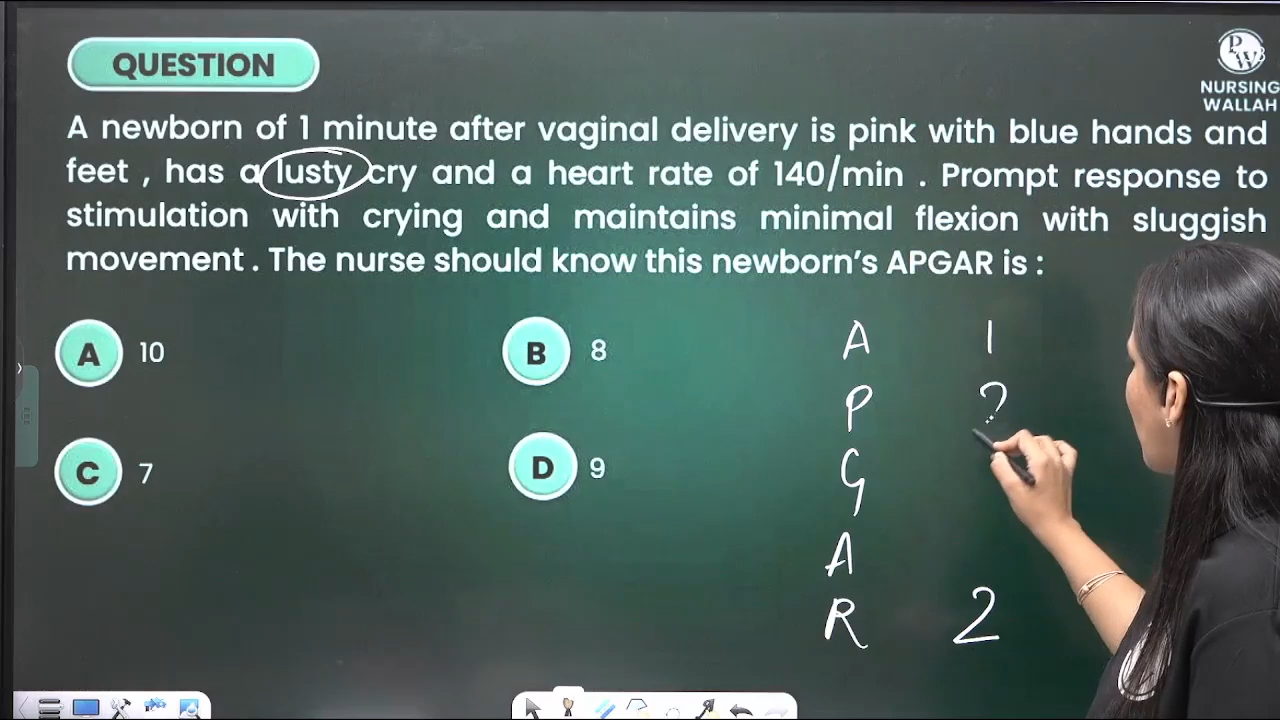 QUESTION
NURSING
WALLAH
A newborn of 1 minute after vaginal delivery is pink with blue hands and
feet , has a lusty cry and a heart rate of 140/min . Prompt response to
stimulation with crying and maintains minimal flexion with sluggish
movement . The nurse should know this newborn's APGAR is :
A 10
B 8
C 7
D 9
A 1
P ?
G
A
R 2